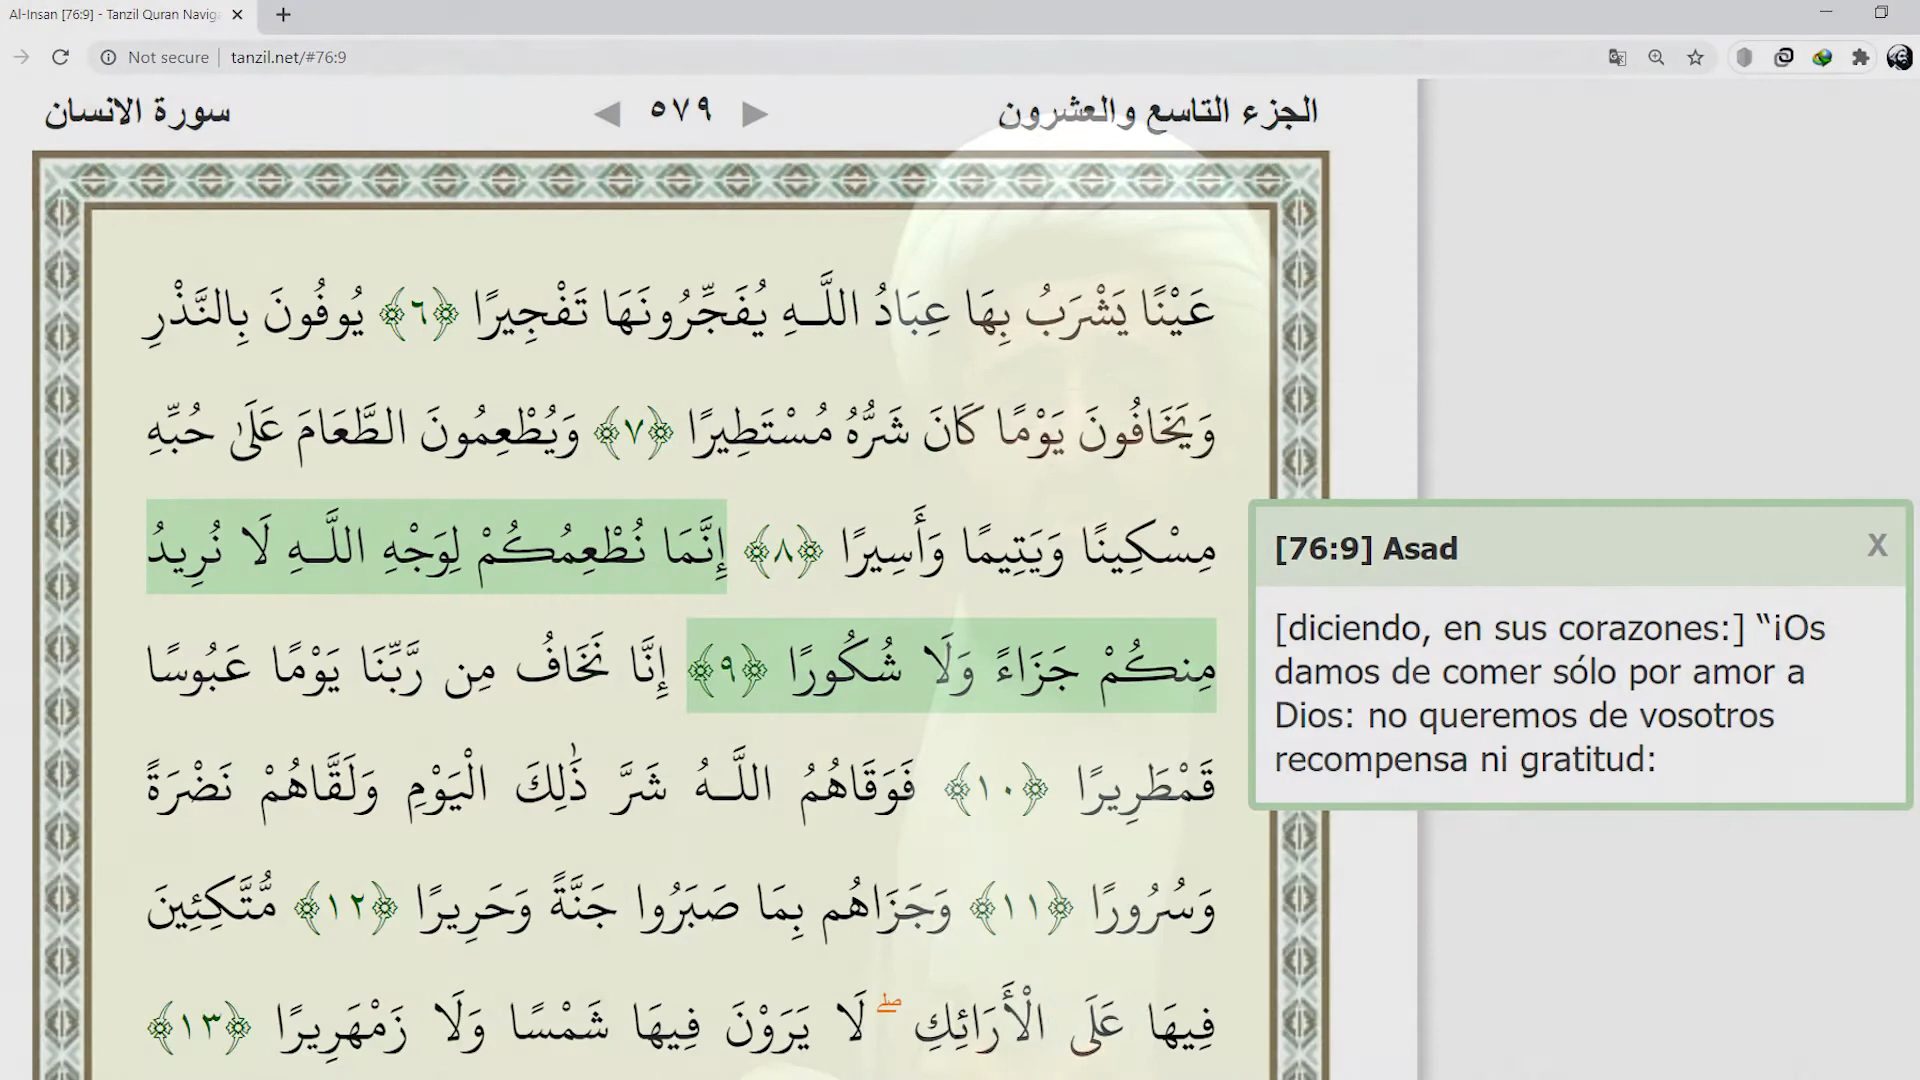 Al-Insan [76:9] - Tanzil Quran Navig
Not secure
tanzil.net/#76:9
الجزء التاسع والعشرون
٥٧٩
سورة الانسان
عَيْنًا يَشْرَبُ بِهَا عِبَادُ اللَّـهِ يُفَجِّرُونَهَا تَفْجِيرًا ﴿٦﴾ يُوفُونَ بِالنَّذْرِ
وَيَخَافُونَ يَوْمًا كَانَ شَرُّهُ مُسْتَطِيرًا ﴿٧﴾ وَيُطْعِمُونَ الطَّعَامَ عَلَىٰ حُبِّهِ
مِسْكِينًا وَيَتِيمًا وَأَسِيرًا ﴿٨﴾ إِنَّمَا نُطْعِمُكُمْ لِوَجْهِ اللَّـهِ لَا نُرِيدُ
مِنكُمْ جَزَاءً وَلَا شُكُورًا ﴿٩﴾ إِنَّا نَخَافُ مِن رَّبِّنَا يَوْمًا عَبُوسًا
قَمْطَرِيرًا ﴿١٠﴾ فَوَقَاهُمُ اللَّـهُ شَرَّ ذَٰلِكَ الْيَوْمِ وَلَقَّاهُمْ نَضْرَةً
وَسُرُورًا ﴿١١﴾ وَجَزَاهُم بِمَا صَبَرُوا جَنَّةً وَحَرِيرًا ﴿١٢﴾ مُّتَّكِئِينَ
فِيهَا عَلَى الْأَرَائِكِ ۖ لَا يَرَوْنَ فِيهَا شَمْسًا وَلَا زَمْهَرِيرًا ﴿١٣﴾
[76:9] Asad
X
[diciendo, en sus corazones:] “¡Os
damos de comer sólo por amor a
Dios: no queremos de vosotros
recompensa ni gratitud: